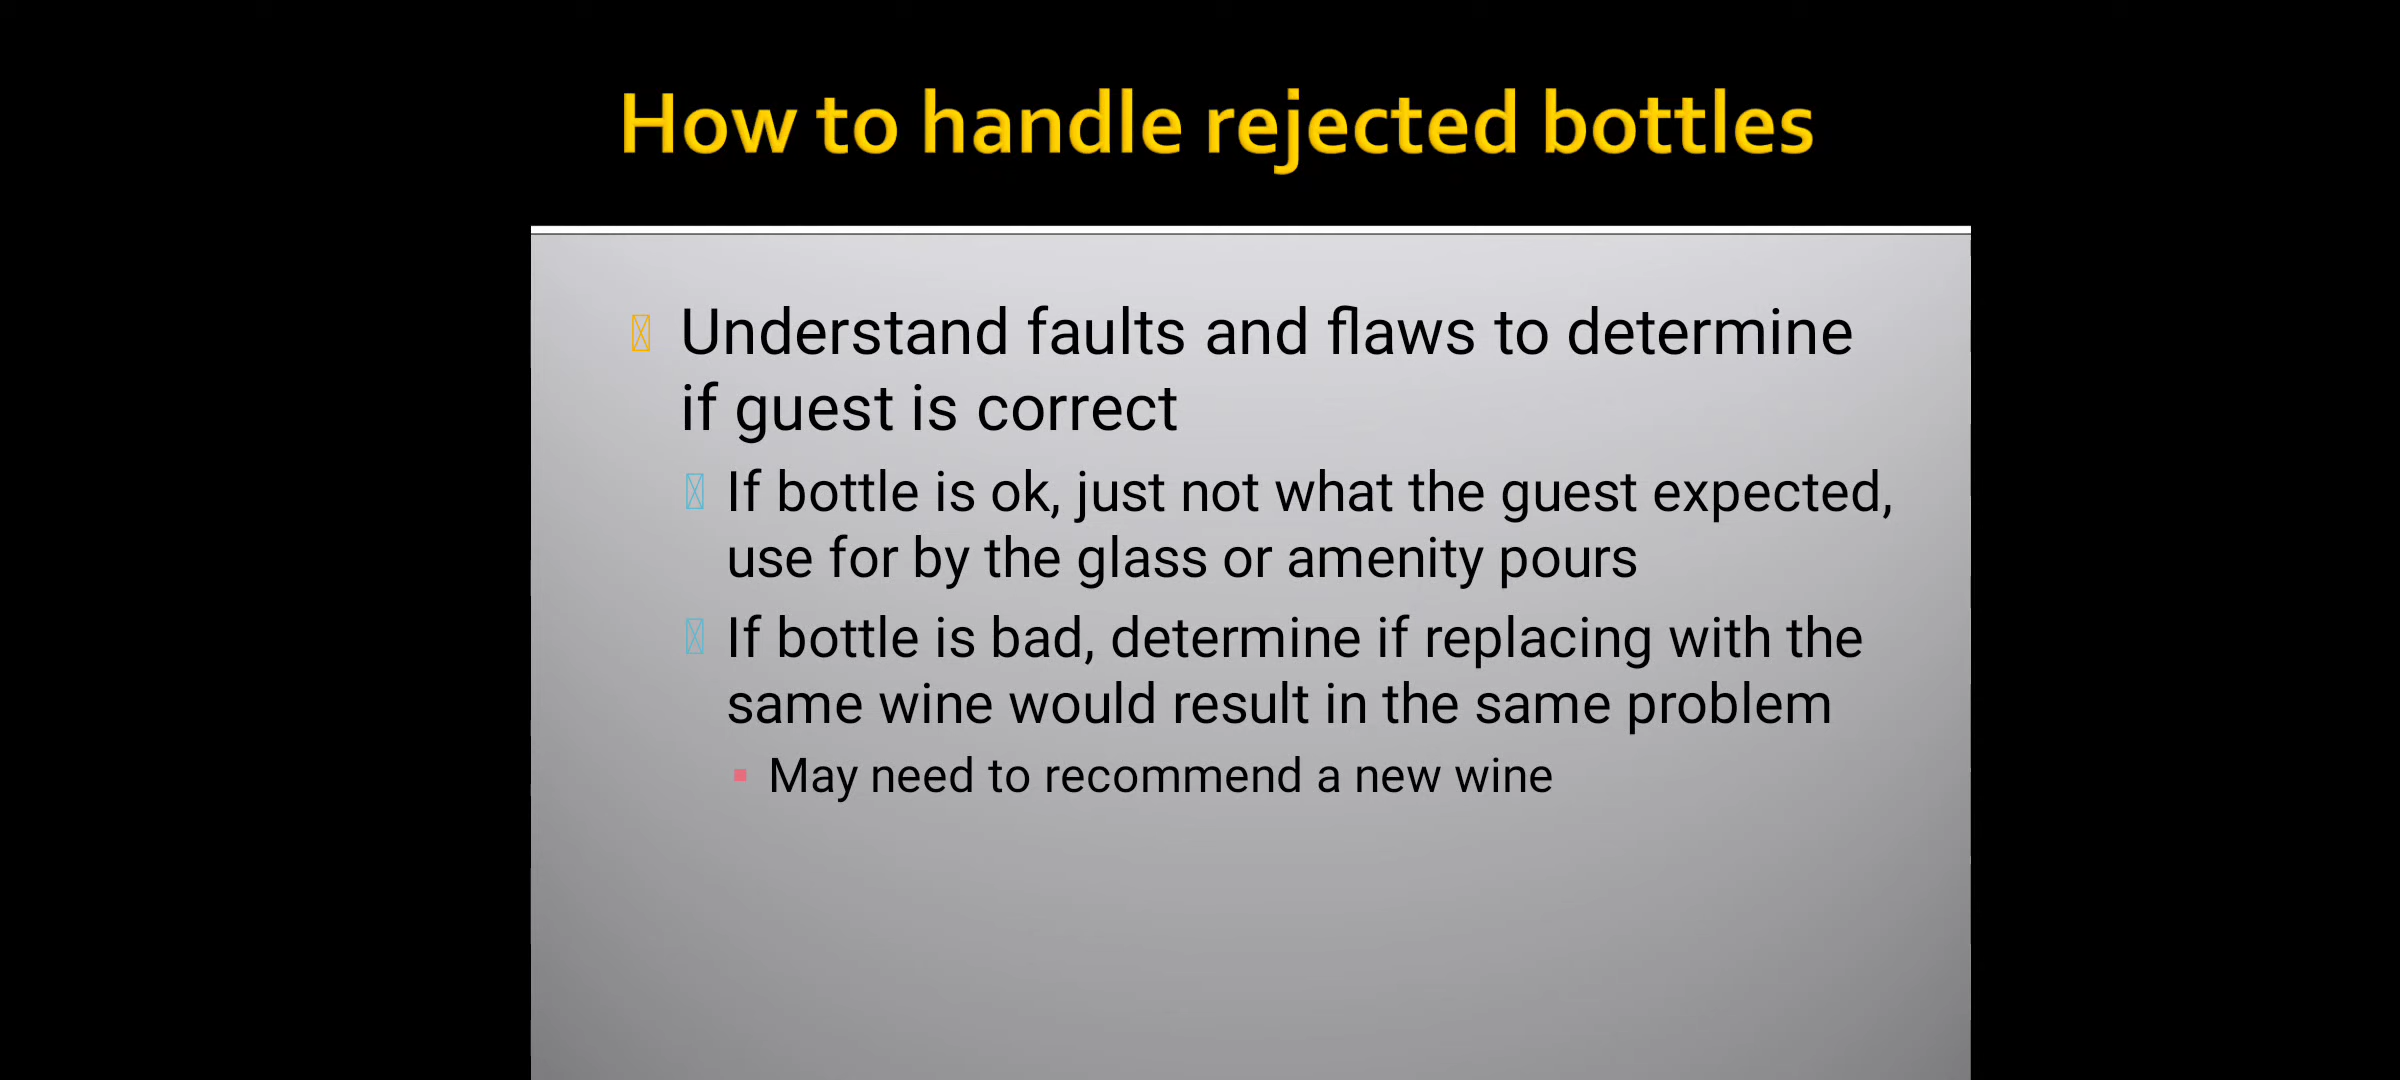 How to handle rejected bottles
Understand faults and flaws to determine
if guest is correct
If bottle is ok, just not what the guest expected,
use for by the glass or amenity pours
If bottle is bad, determine if replacing with the
same wine would result in the same problem
May need to recommend a new wine